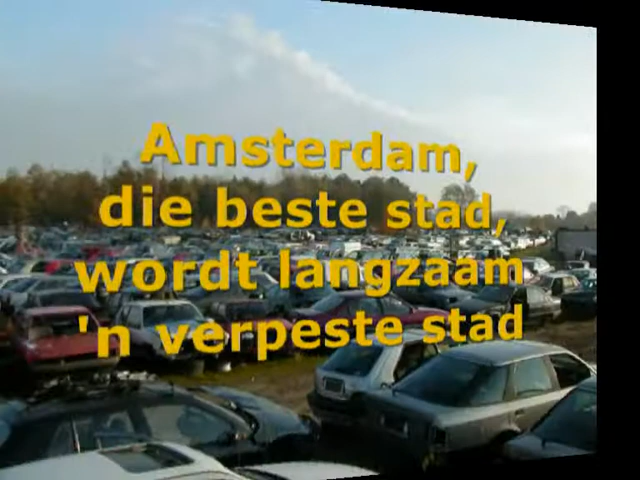 Amsterdam,
die beste stad,
wordt langzaam
'n verpeste stad